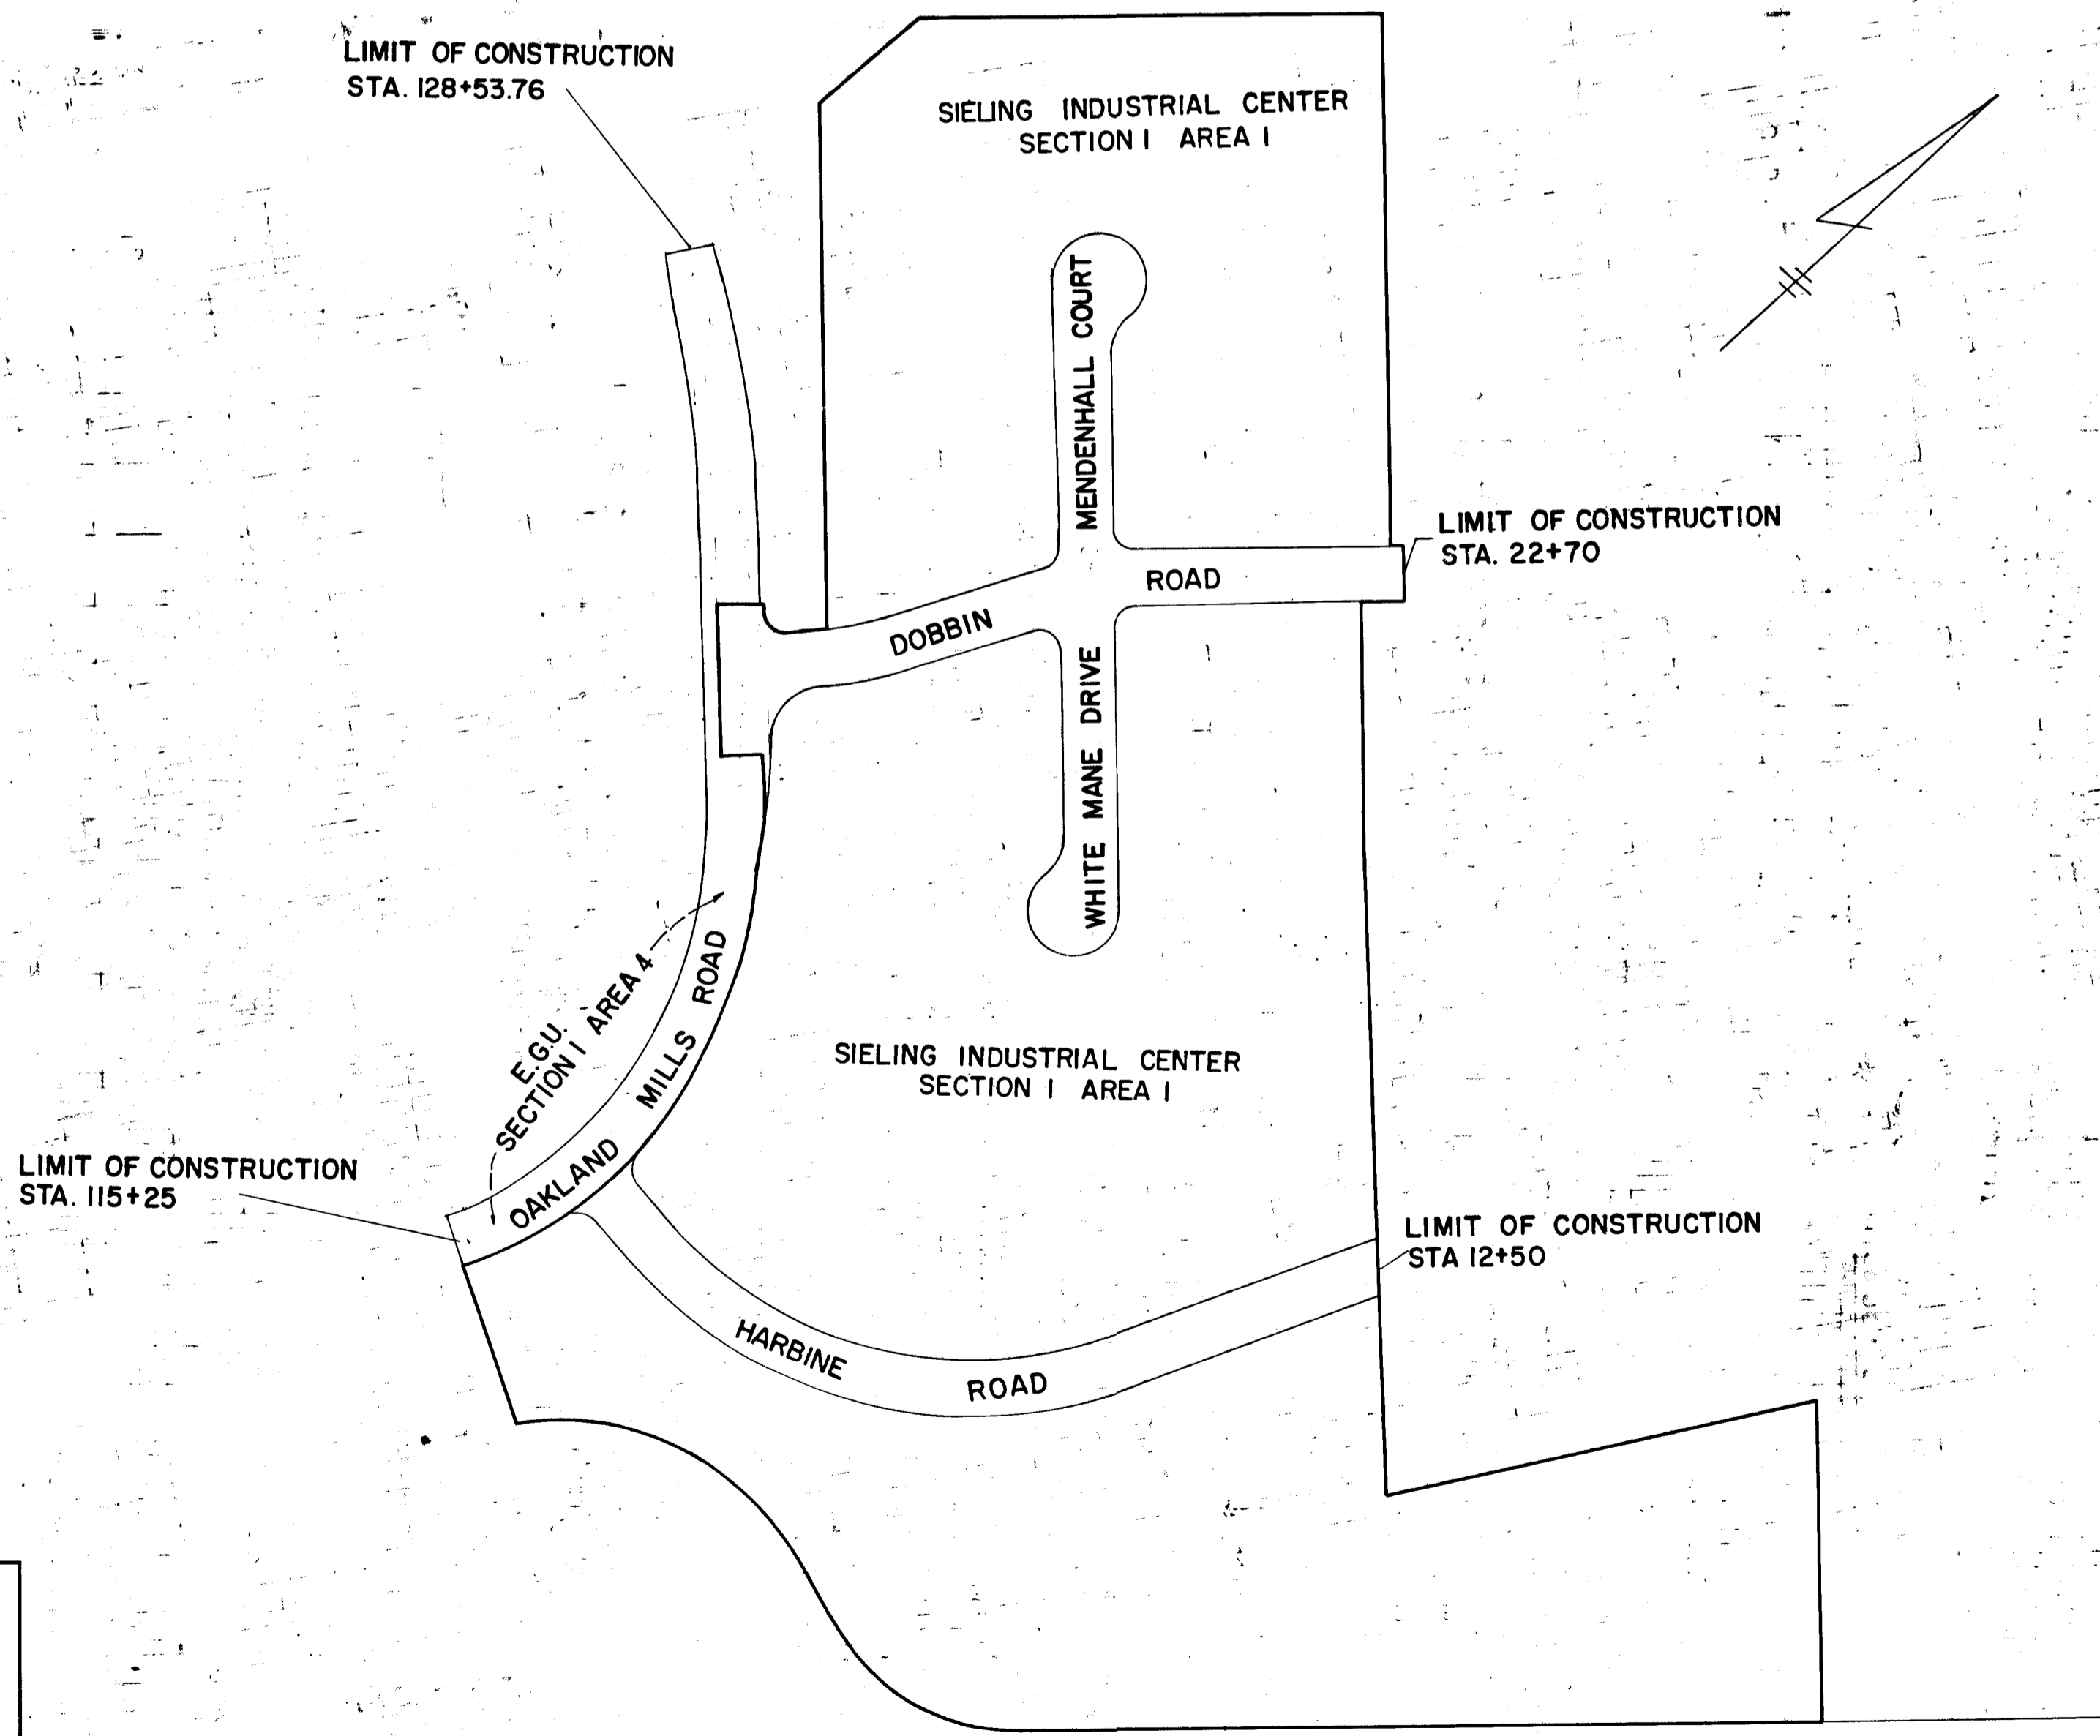 LIMIT OF CONSTRUCTION
STA. 128+53.76
SIELING INDUSTRIAL CENTER
SECTION I AREA I
MENDENHALL COURT
LIMIT OF CONSTRUCTION
STA. 22+70
ROAD
DOBBIN
WHITE MANE DRIVE
E.G.U.
SECTION I AREA 4
OAKLAND MILLS ROAD
SIELING INDUSTRIAL CENTER
SECTION I AREA I
LIMIT OF CONSTRUCTION
STA. 115+25
LIMIT OF CONSTRUCTION
STA 12+50
HARBINE ROAD